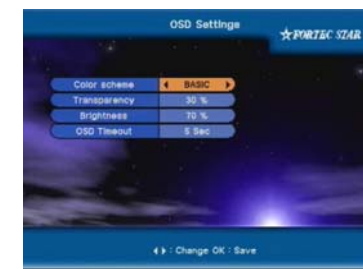 OSD Settings
FORTEC STAR
Color scheme BASIC
Transparency 30 %
Brightness 70 %
OSD Timeout 5 Sec
: Change OK : Save